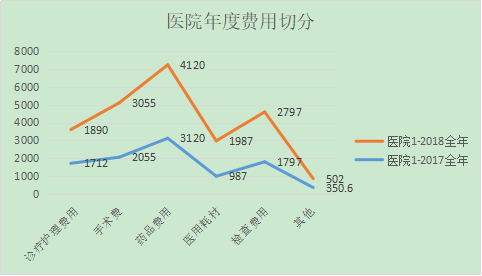 医院年度费用切分
8000
7000
6000
5000
4000
3000
2000
1000
0
1890
3055
4120
1987
2797
502
1712
2055
3120
987
1797
350.6
诊疗护理费用
手术费
药品费用
医用耗材
检查费用
其他
医院1-2018全年
医院1-2017全年